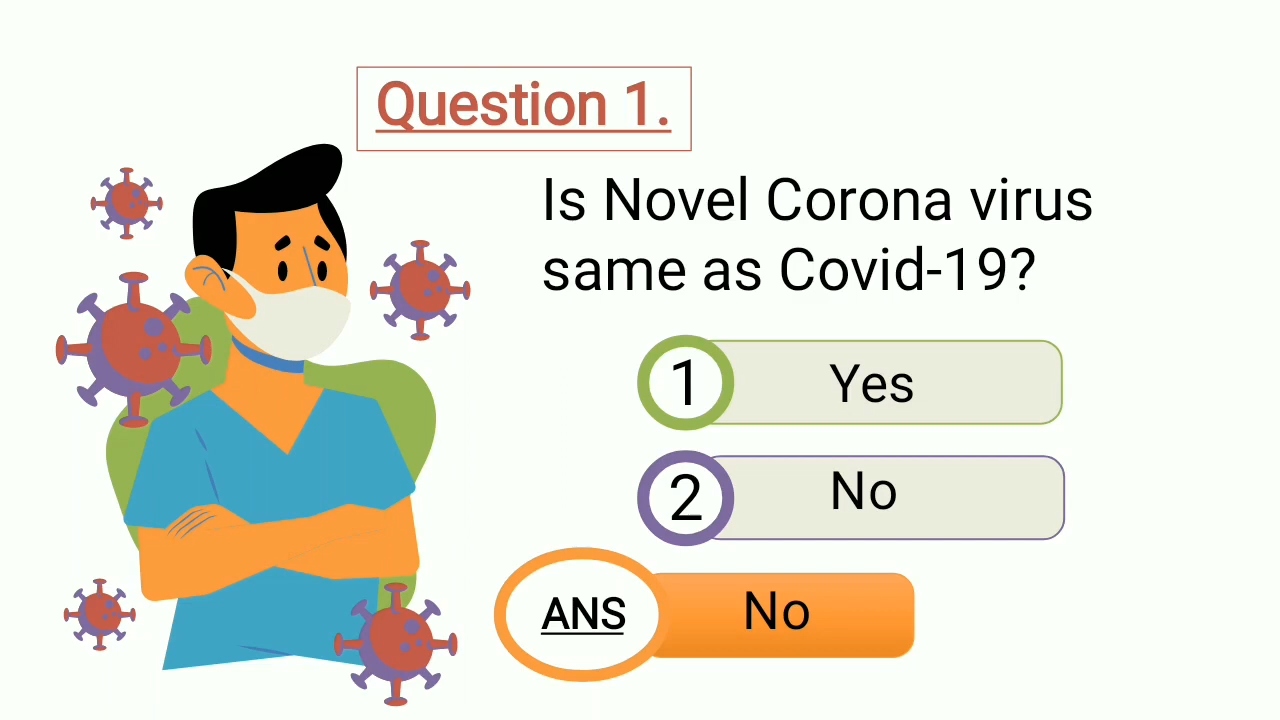 Question 1.
Is Novel Corona virus
same as Covid-19?
1 Yes
2 No
ANS No